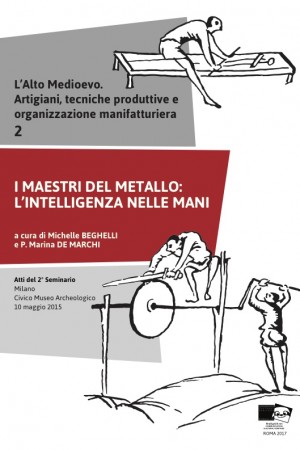 L'Alto Medioevo.
Artigiani, tecniche produttive e
organizzazione manifatturiera
2
I MAESTRI DEL METALLO:
L'INTELLIGENZA NELLE MANI
a cura di Michelle BEGHELLI
e P. Marina DE MARCHI
Atti del 2° Seminario
Milano
Civico Museo Archeologico
10 maggio 2015
ROMA 2017